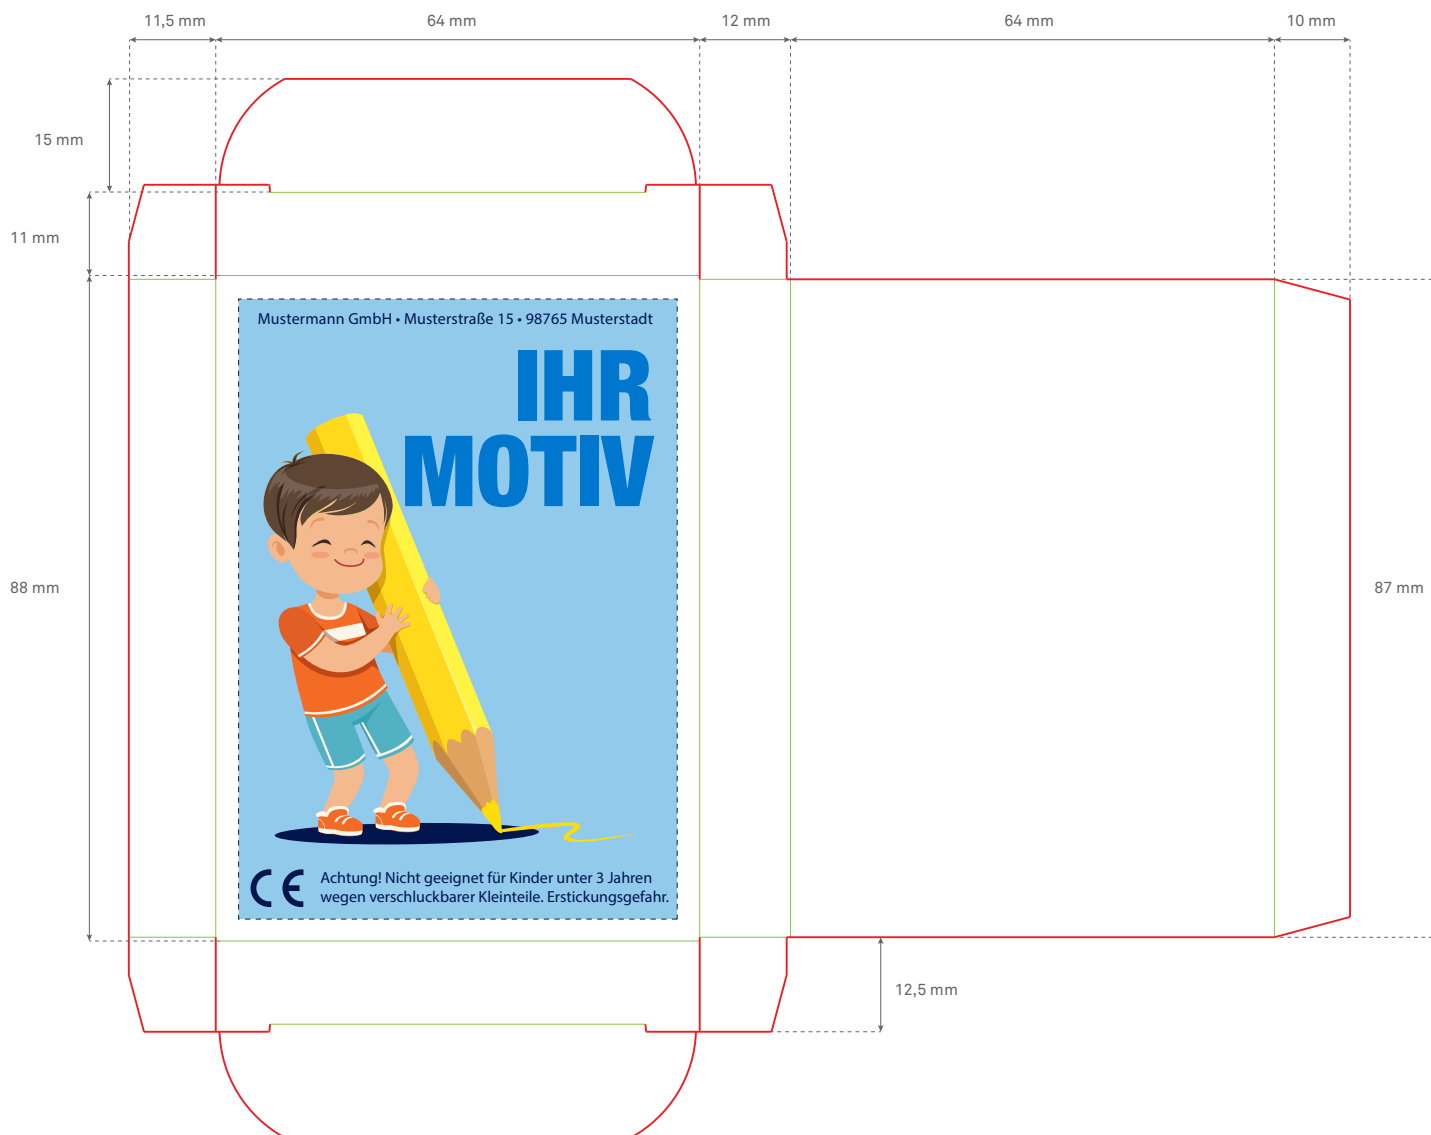 11,5 mm
64 mm
12 mm
64 mm
10 mm
15 mm
11 mm
Mustermann GmbH • Musterstraße 15 • 98765 Musterstadt
IHR
MOTIV
88 mm
87 mm
CE
Achtung! Nicht geeignet für Kinder unter 3 Jahren
wegen verschluckbarer Kleinteile. Erstickungsgefahr.
12,5 mm